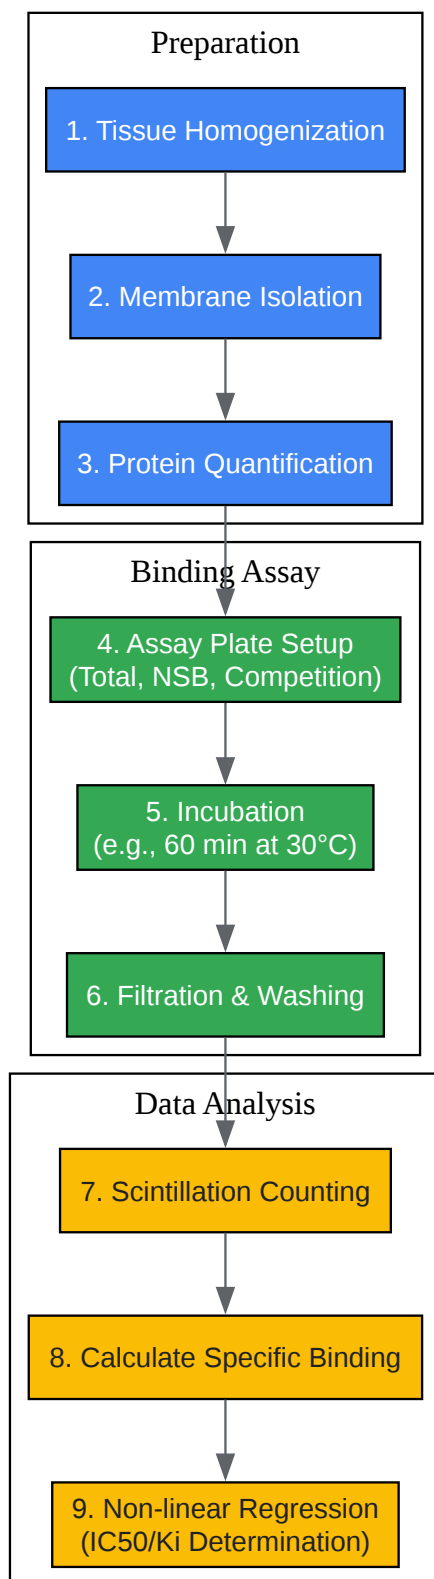 Preparation
1. Tissue Homogenization
2. Membrane Isolation
3. Protein Quantification
Binding Assay
4. Assay Plate Setup
(Total, NSB, Competition)
5. Incubation
(e.g., 60 min at 30°C)
6. Filtration & Washing
Data Analysis
7. Scintillation Counting
8. Calculate Specific Binding
9. Non-linear Regression
(IC50/Ki Determination)